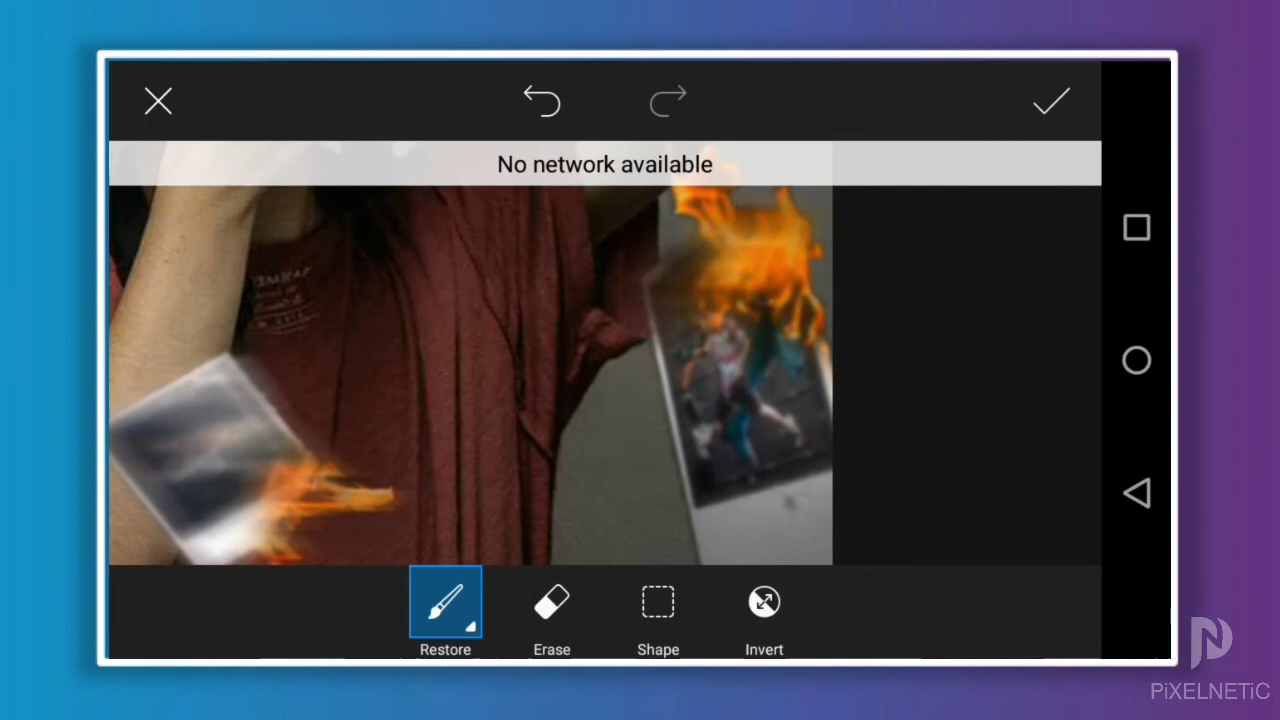 No network available
Restore
Erase
Shape
Invert
PiXELNETiC